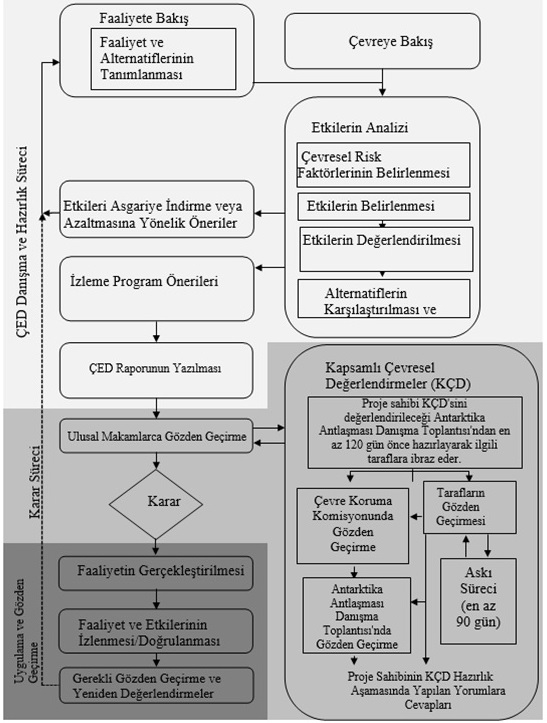 Faaliyete Bakış
Faaliyet ve
Alternatiflerinin
Tanımlanması
Çevreye Bakış
Etkilerin Analizi
Çevresel Risk
Faktörlerinin Belirlenmesi
Etkilerin Belirlenmesi
Etkilerin Değerlendirilmesi
Alternatiflerin
Karşılaştırılması ve
Etkileri Asgariye İndirme veya
Azaltmasına Yönelik Öneriler
İzleme Program Önerileri
ÇED Raporunun Yazılması
Ulusal Makamlarca Gözden Geçirme
Karar
Faaliyetin Gerçekleştirilmesi
Faaliyet ve Etkilerinin
İzlenmesi/Doğrulanması
Gerekli Gözden Geçirme ve
Yeniden Değerlendirmeler
ÇED Danışma ve Hazırlık Süreci
Karar Süreci
Uygulama ve Gözden
Geçirme
Kapsamlı Çevresel
Değerlendirmeler (KÇD)
Proje sahibi KÇD'sini
değerlendirileceği Antarktika
Antlaşması Danışma Toplantısı'ndan en
az 120 gün önce hazırlayarak ilgili
taraflara ibraz eder.
Çevre Koruma
Komisyonunda
Gözden
Geçirme
Tarafların
Gözden
Geçirmesi
Askı
Süreci
(en az
90 gün)
Antarktika
Antlaşması
Danışma
Toplantısı'nda
Gözden Geçirme
Proje Sahibinin KÇD Hazırlık
Aşamasında Yapılan Yorumlara
Cevapları